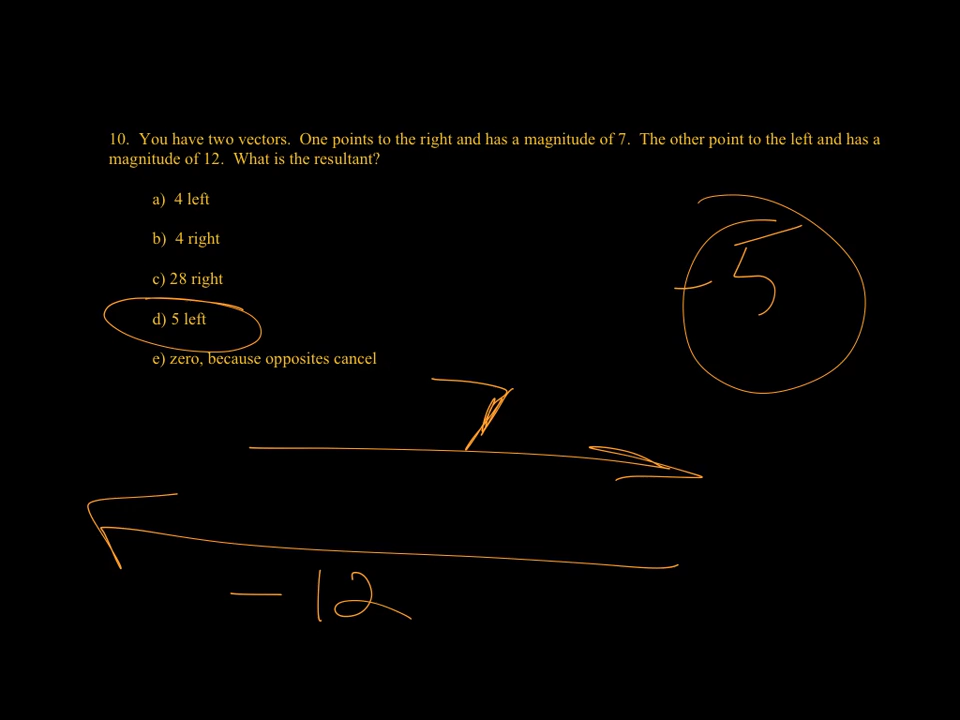 10. You have two vectors. One points to the right and has a magnitude of 7. The other point to the left and has a
magnitude of 12. What is the resultant?
a) 4 left
b) 4 right
c) 28 right
d) 5 left
e) zero, because opposites cancel
-5
7
-12